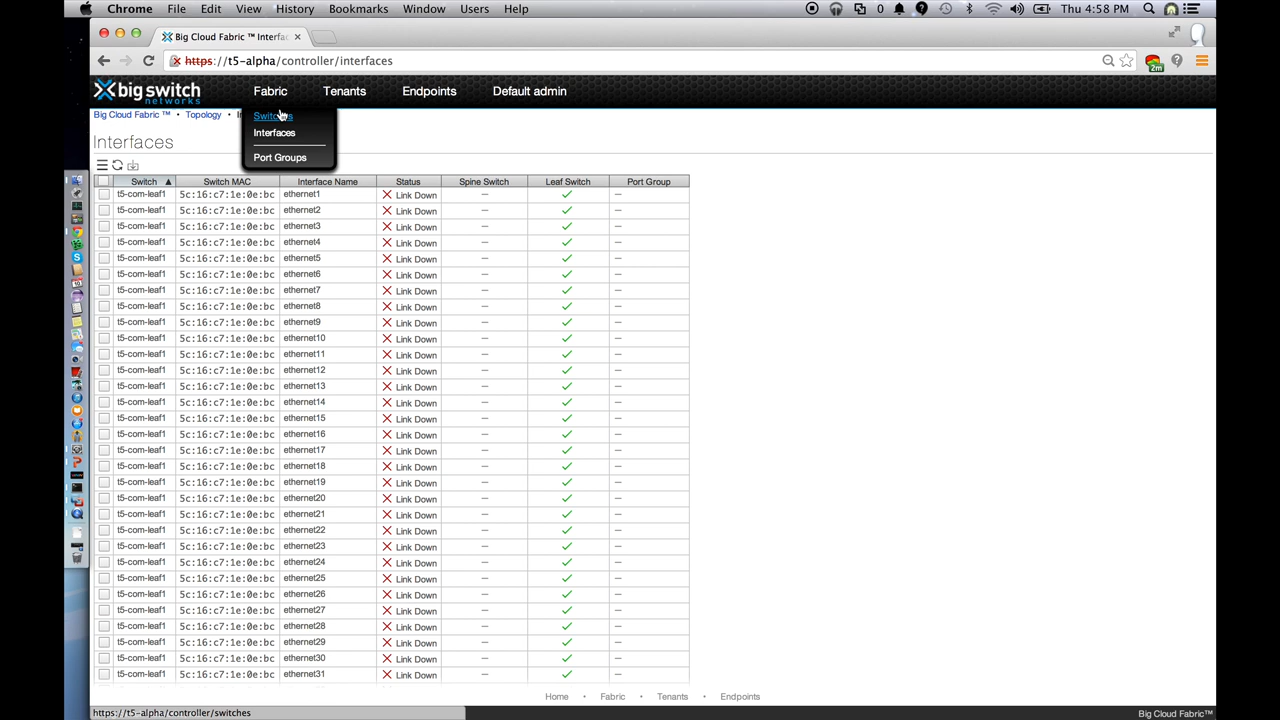 Chrome File Edit View History Bookmarks Window Users Help 0 Thu 4:58 PM
Big Cloud Fabric ™ Interfac
https://t5-alpha/controller/interfaces
2m
big switch networks Fabric Tenants Endpoints Default admin
Big Cloud Fabric ™ • Topology • In
Switches
Interfaces
Port Groups
Interfaces
Switch ▲ Switch MAC Interface Name Status Spine Switch Leaf Switch Port Group
t5-com-leaf1 5c:16:c7:1e:0e:bc ethernet1 Link Down – ✓ –
t5-com-leaf1 5c:16:c7:1e:0e:bc ethernet2 Link Down – ✓ –
t5-com-leaf1 5c:16:c7:1e:0e:bc ethernet3 Link Down – ✓ –
t5-com-leaf1 5c:16:c7:1e:0e:bc ethernet4 Link Down – ✓ –
t5-com-leaf1 5c:16:c7:1e:0e:bc ethernet5 Link Down – ✓ –
t5-com-leaf1 5c:16:c7:1e:0e:bc ethernet6 Link Down – ✓ –
t5-com-leaf1 5c:16:c7:1e:0e:bc ethernet7 Link Down – ✓ –
t5-com-leaf1 5c:16:c7:1e:0e:bc ethernet8 Link Down – ✓ –
t5-com-leaf1 5c:16:c7:1e:0e:bc ethernet9 Link Down – ✓ –
t5-com-leaf1 5c:16:c7:1e:0e:bc ethernet10 Link Down – ✓ –
t5-com-leaf1 5c:16:c7:1e:0e:bc ethernet11 Link Down – ✓ –
t5-com-leaf1 5c:16:c7:1e:0e:bc ethernet12 Link Down – ✓ –
t5-com-leaf1 5c:16:c7:1e:0e:bc ethernet13 Link Down – ✓ –
t5-com-leaf1 5c:16:c7:1e:0e:bc ethernet14 Link Down – ✓ –
t5-com-leaf1 5c:16:c7:1e:0e:bc ethernet15 Link Down – ✓ –
t5-com-leaf1 5c:16:c7:1e:0e:bc ethernet16 Link Down – ✓ –
t5-com-leaf1 5c:16:c7:1e:0e:bc ethernet17 Link Down – ✓ –
t5-com-leaf1 5c:16:c7:1e:0e:bc ethernet18 Link Down – ✓ –
t5-com-leaf1 5c:16:c7:1e:0e:bc ethernet19 Link Down – ✓ –
t5-com-leaf1 5c:16:c7:1e:0e:bc ethernet20 Link Down – ✓ –
t5-com-leaf1 5c:16:c7:1e:0e:bc ethernet21 Link Down – ✓ –
t5-com-leaf1 5c:16:c7:1e:0e:bc ethernet22 Link Down – ✓ –
t5-com-leaf1 5c:16:c7:1e:0e:bc ethernet23 Link Down – ✓ –
t5-com-leaf1 5c:16:c7:1e:0e:bc ethernet24 Link Down – ✓ –
t5-com-leaf1 5c:16:c7:1e:0e:bc ethernet25 Link Down – ✓ –
t5-com-leaf1 5c:16:c7:1e:0e:bc ethernet26 Link Down – ✓ –
t5-com-leaf1 5c:16:c7:1e:0e:bc ethernet27 Link Down – ✓ –
t5-com-leaf1 5c:16:c7:1e:0e:bc ethernet28 Link Down – ✓ –
t5-com-leaf1 5c:16:c7:1e:0e:bc ethernet29 Link Down – ✓ –
t5-com-leaf1 5c:16:c7:1e:0e:bc ethernet30 Link Down – ✓ –
t5-com-leaf1 5c:16:c7:1e:0e:bc ethernet31 Link Down – ✓ –
Home • Fabric • Tenants • Endpoints
https://t5-alpha/controller/switches
Big Cloud Fabric™